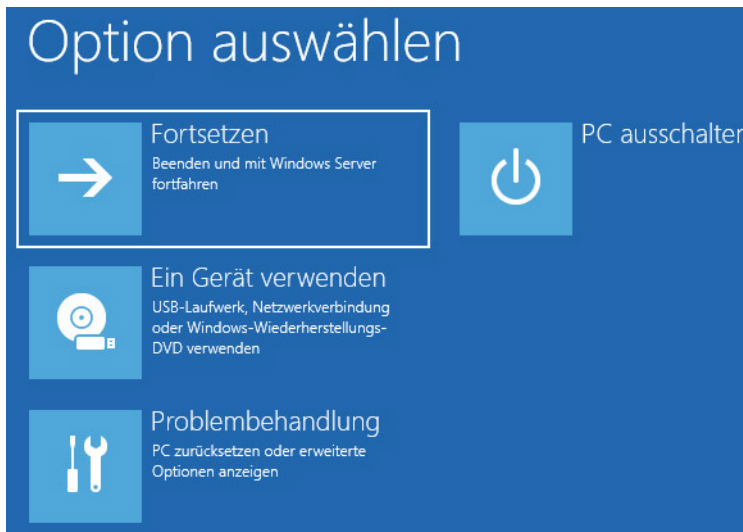 Option auswählen
Fortsetzen
Beenden und mit Windows Server
fortfahren
PC ausschalten
Ein Gerät verwenden
USB-Laufwerk, Netzwerkverbindung
oder Windows-Wiederherstellungs-
DVD verwenden
Problembehandlung
PC zurücksetzen oder erweiterte
Optionen anzeigen